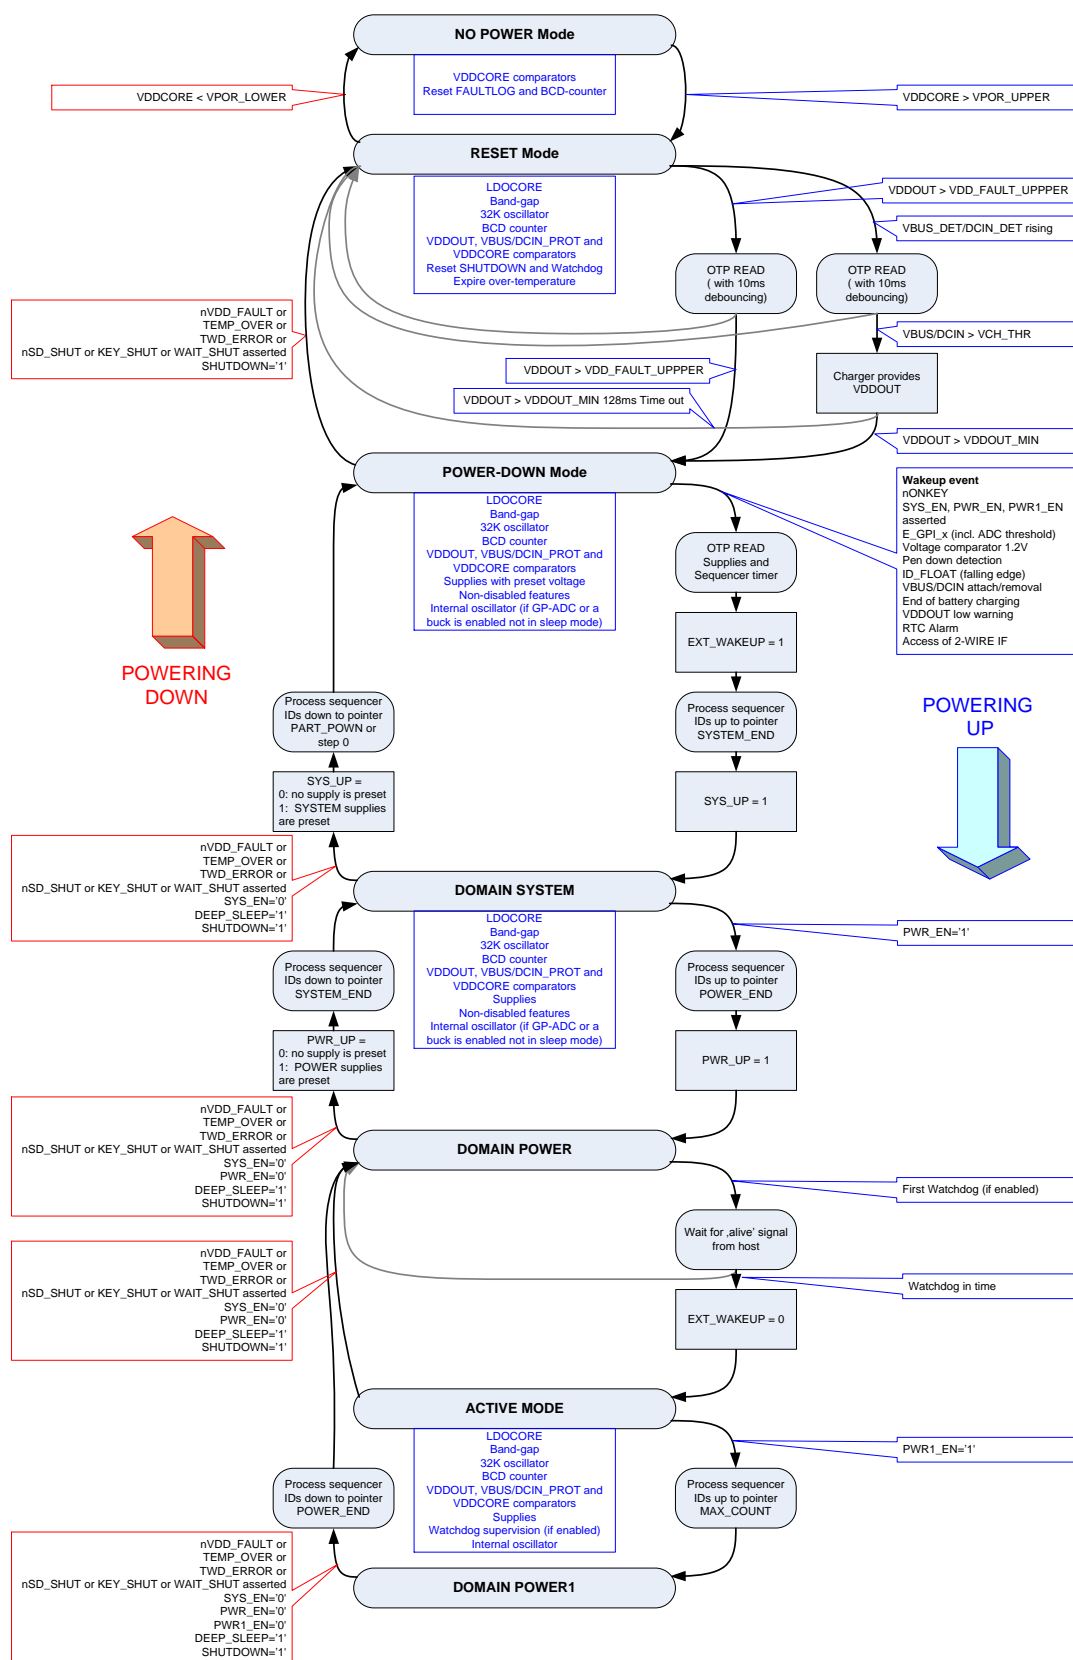 NO POWER Mode
VDDCORE comparators
Reset FAULTLOG and BCD-counter
VDDCORE < VPOR_LOWER
VDDCORE > VPOR_UPPER
RESET Mode
LDOCORE
Band-gap
32K oscillator
BCD counter
VDDOUT, VBUS/DCIN_PROT and
VDDCORE comparators
Reset SHUTDOWN and Watchdog
Expire over-temperature
VDDOUT > VDD_FAULT_UPPPER
VBUS_DET/DCIN_DET rising
OTP READ
( with 10ms
debouncing)
OTP READ
( with 10ms
debouncing)
nVDD_FAULT or
TEMP_OVER or
TWD_ERROR or
nSD_SHUT or KEY_SHUT or WAIT_SHUT asserted
SHUTDOWN='1'
VBUS/DCIN > VCH_THR
VDDOUT > VDD_FAULT_UPPPER
Charger provides
VDDOUT
VDDOUT > VDDOUT_MIN 128ms Time out
VDDOUT > VDDOUT_MIN
POWER-DOWN Mode
LDOCORE
Band-gap
32K oscillator
BCD counter
VDDOUT, VBUS/DCIN_PROT and
VDDCORE comparators
Supplies with preset voltage
Non-disabled features
Internal oscillator (if GP-ADC or a
buck is enabled not in sleep mode)
Wakeup event
nONKEY
SYS_EN, PWR_EN, PWR1_EN
asserted
E_GPI_x (incl. ADC threshold)
Voltage comparator 1.2V
Pen down detection
ID_FLOAT (falling edge)
VBUS/DCIN attach/removal
End of battery charging
VDDOUT low warning
RTC Alarm
Access of 2-WIRE IF
OTP READ
Supplies and
Sequencer timer
EXT_WAKEUP = 1
POWERING
DOWN
POWERING
UP
Process sequencer
IDs down to pointer
PART_POWN or
step 0
Process sequencer
IDs up to pointer
SYSTEM_END
SYS_UP =
0: no supply is preset
1: SYSTEM supplies
are preset
SYS_UP = 1
nVDD_FAULT or
TEMP_OVER or
TWD_ERROR or
nSD_SHUT or KEY_SHUT or WAIT_SHUT asserted
SYS_EN='0'
DEEP_SLEEP='1'
SHUTDOWN='1'
DOMAIN SYSTEM
LDOCORE
Band-gap
32K oscillator
BCD counter
VDDOUT, VBUS/DCIN_PROT and
VDDCORE comparators
Supplies
Non-disabled features
Internal oscillator (if GP-ADC or a
buck is enabled not in sleep mode)
PWR_EN='1'
Process sequencer
IDs down to pointer
SYSTEM_END
Process sequencer
IDs up to pointer
POWER_END
PWR_UP =
0: no supply is preset
1: POWER supplies
are preset
PWR_UP = 1
nVDD_FAULT or
TEMP_OVER or
TWD_ERROR or
nSD_SHUT or KEY_SHUT or WAIT_SHUT asserted
SYS_EN='0'
PWR_EN='0'
DEEP_SLEEP='1'
SHUTDOWN='1'
DOMAIN POWER
First Watchdog (if enabled)
Wait for ‚alive' signal
from host
nVDD_FAULT or
TEMP_OVER or
TWD_ERROR or
nSD_SHUT or KEY_SHUT or WAIT_SHUT asserted
SYS_EN='0'
PWR_EN='0'
DEEP_SLEEP='1'
SHUTDOWN='1'
Watchdog in time
EXT_WAKEUP = 0
ACTIVE MODE
LDOCORE
Band-gap
32K oscillator
BCD counter
VDDOUT, VBUS/DCIN_PROT and
VDDCORE comparators
Supplies
Watchdog supervision (if enabled)
Internal oscillator
PWR1_EN='1'
Process sequencer
IDs down to pointer
POWER_END
Process sequencer
IDs up to pointer
MAX_COUNT
nVDD_FAULT or
TEMP_OVER or
TWD_ERROR or
nSD_SHUT or KEY_SHUT or WAIT_SHUT asserted
SYS_EN='0'
PWR_EN='0'
PWR1_EN='0'
DEEP_SLEEP='1'
SHUTDOWN='1'
DOMAIN POWER1